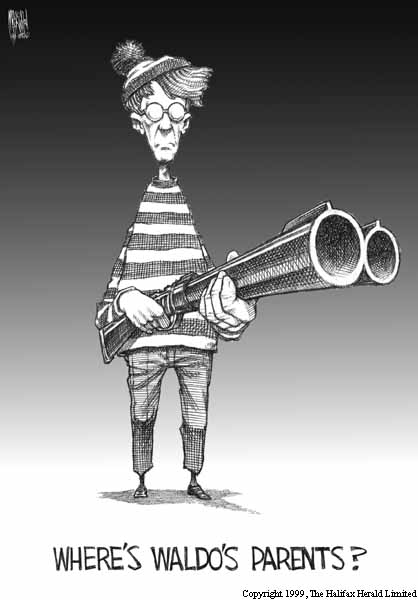 WHERE'S WALDO'S PARENTS?
Copyright 1999, The Halifax Herald Limited